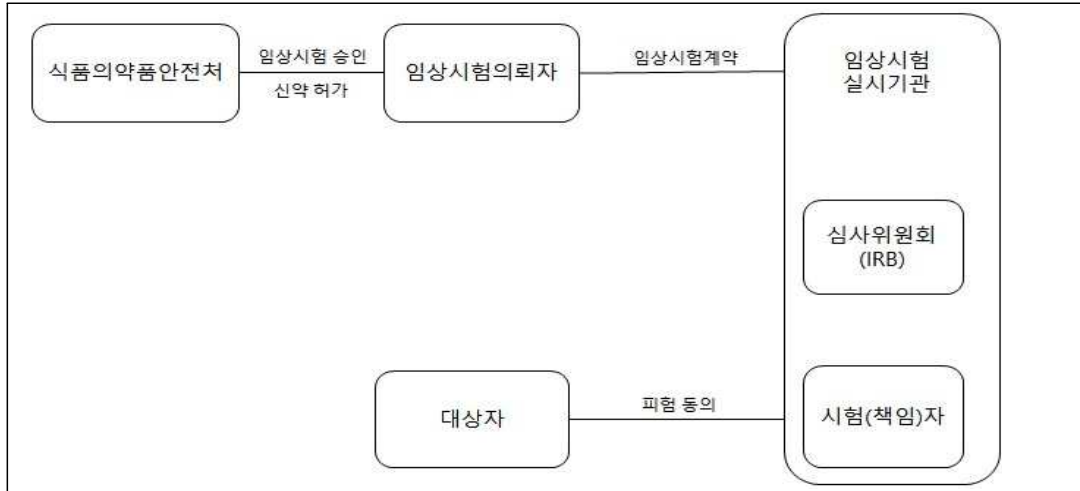 식품의약품안전처
임상시험 승인
신약 허가
임상시험의뢰자
임상시험계약
임상시험
실시기관
심사위원회
(IRB)
대상자
피험 동의
시험(책임)자